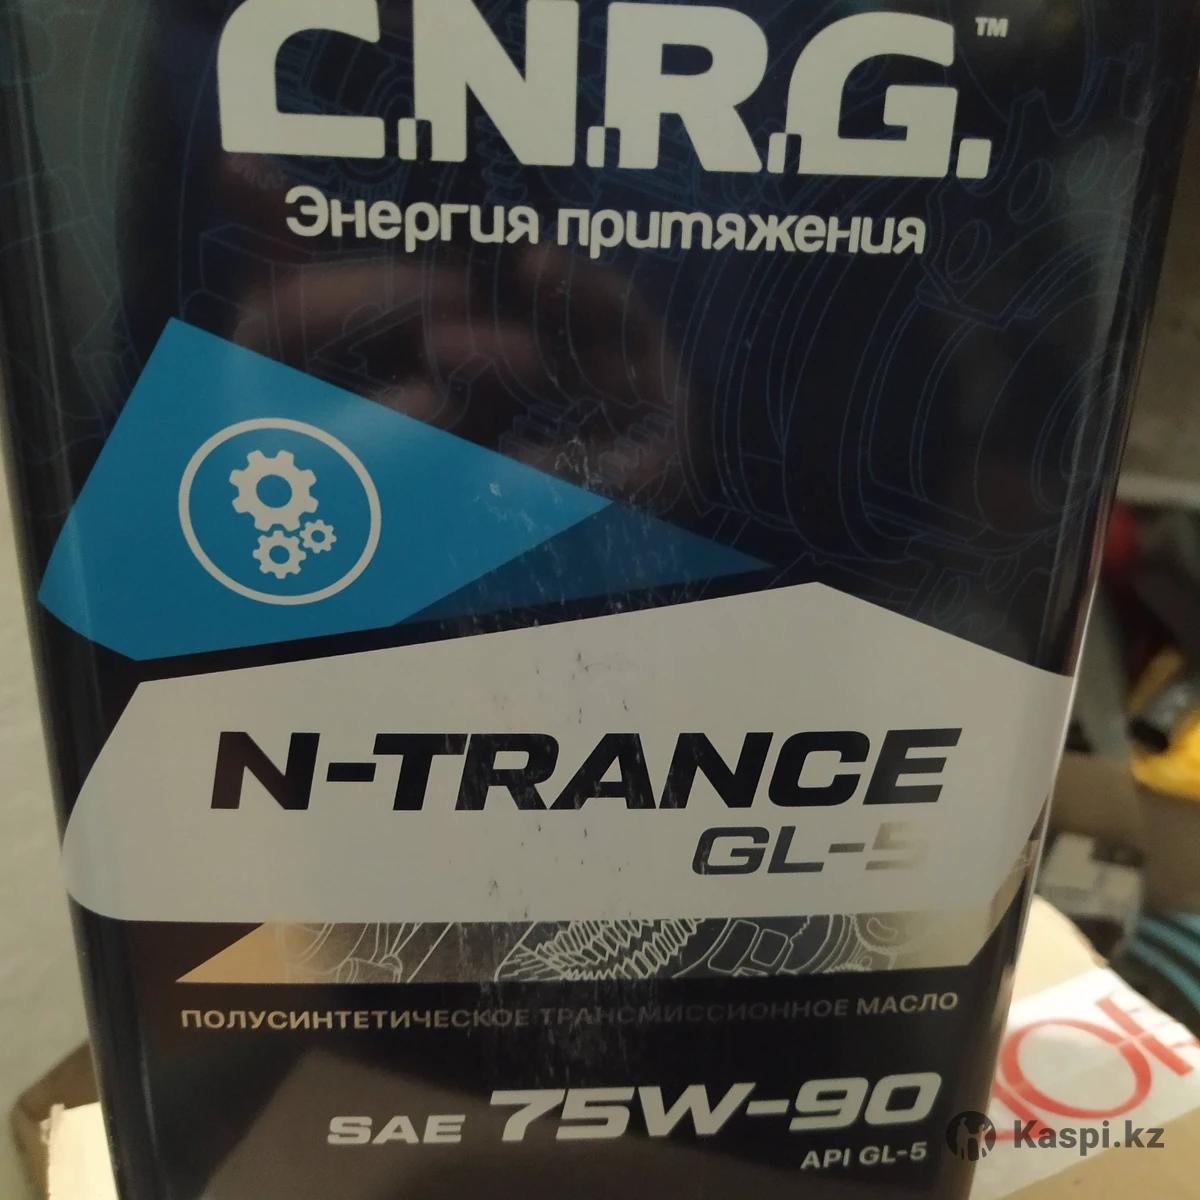 C.N.R.G.™
Энергия притяжения
N-TRANCE
GL-5
ПОЛУСИНТЕТИЧЕСКОЕ ТРАНСМИССИОННОЕ МАСЛО
SAE 75W-90
API GL-5
Kaspi.kz